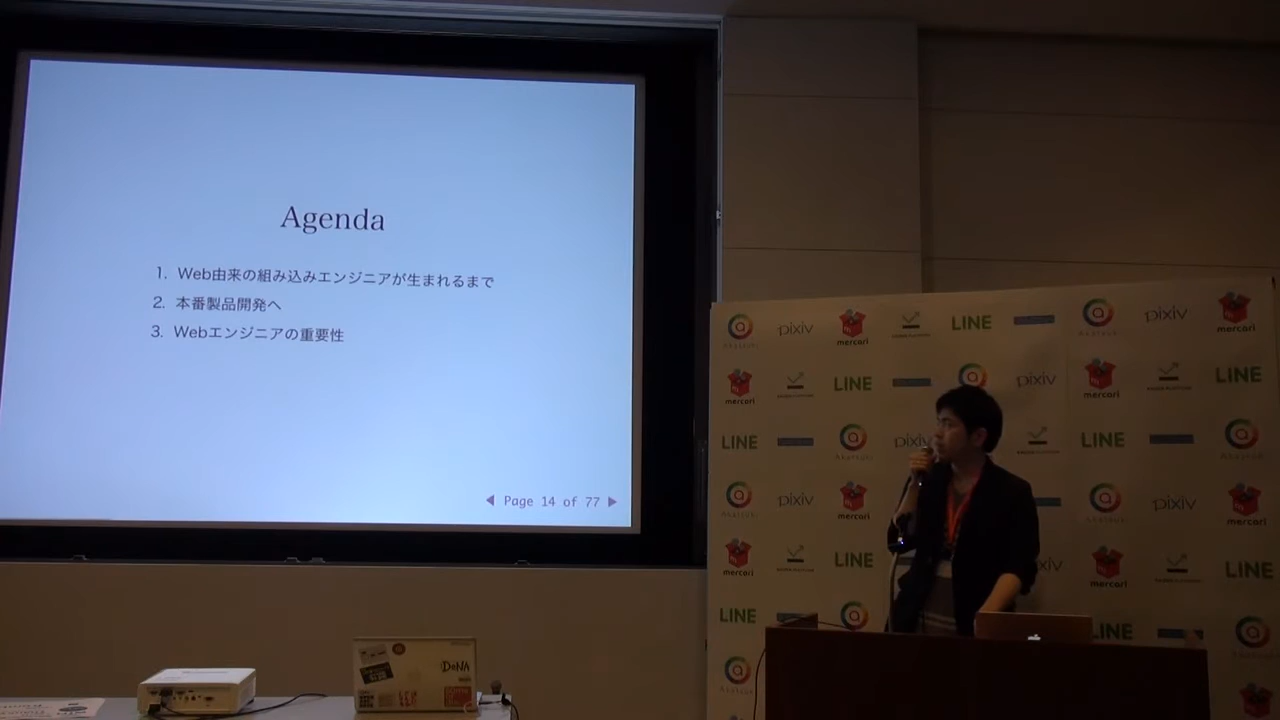 Agenda
1. Web由来の組み込みエンジニアが生まれるまで
2. 本番製品開発へ
3. Webエンジニアの重要性
◀ Page 14 of 77 ▶
pixiv
mercari
LINE
pixiv
mercari
mercari
LINE
pixiv
mercari
LINE
LINE
pixiv
LINE
pixiv
mercari
pixiv
mercari
mercari
LINE
mercari
LINE
LINE
LINE
DeNA